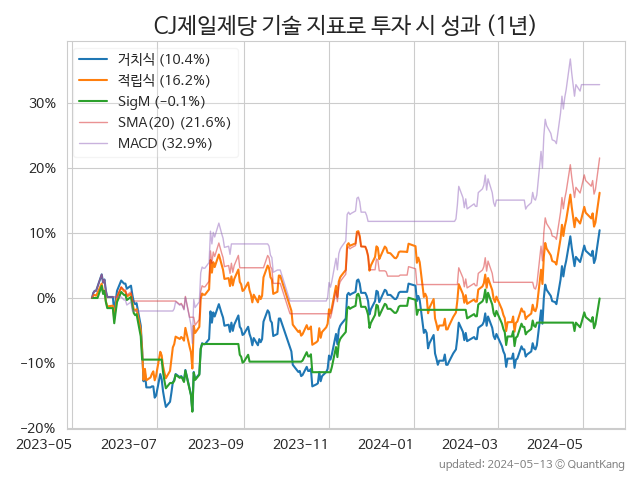 CJ제일제당 기술 지표로 투자 시 성과 (1년)
거치식 (10.4%)
적립식 (16.2%)
SigM (−0.1%)
SMA(20) (21.6%)
MACD (32.9%)
30%
20%
10%
0%
−10%
−20%
2023-05
2023-07
2023-09
2023-11
2024-01
2024-03
2024-05
updated: 2024-05-13 ⓒ QuantKang